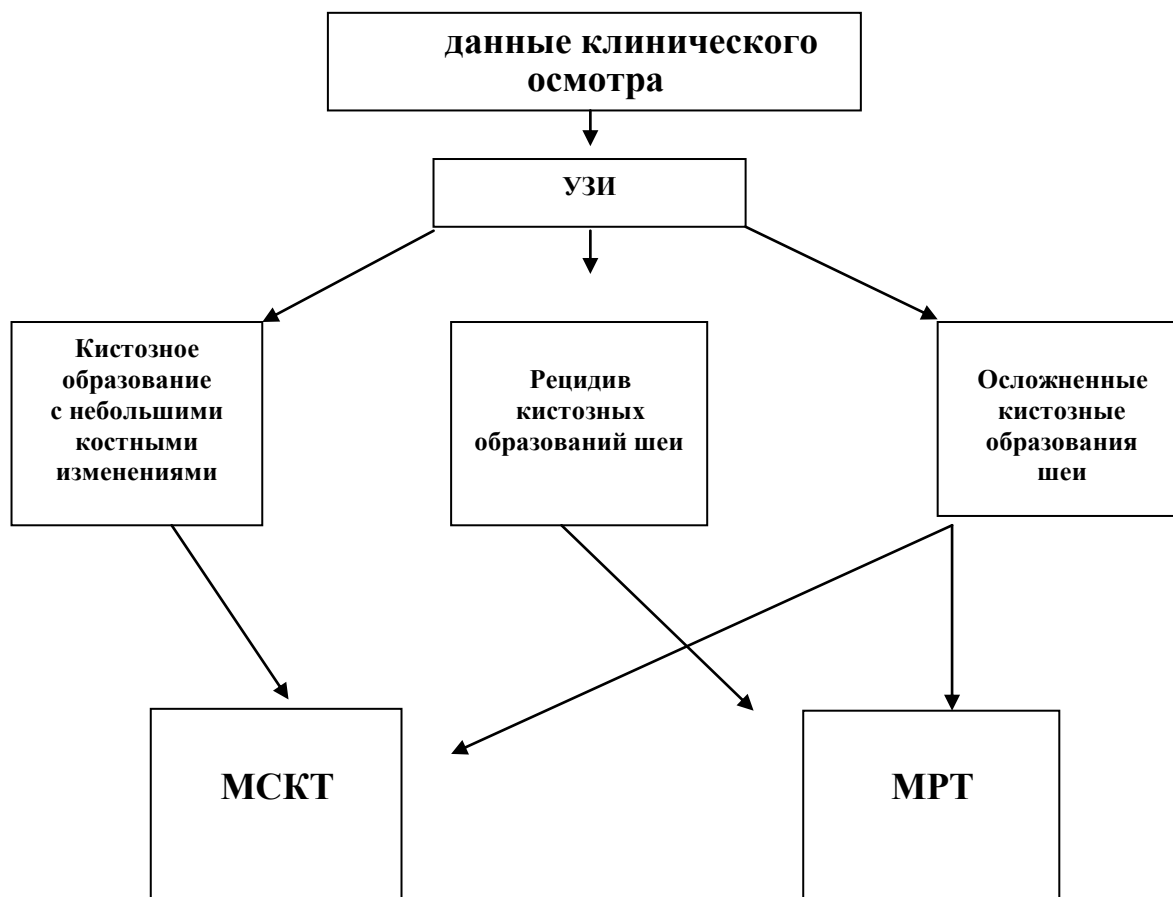 данные клинического
осмотра
УЗИ
Кистозное
образование
с небольшими
костными
изменениями
Рецидив
кистозных
образований шеи
Осложненные
кистозные
образования
шеи
МСКТ
МРТ